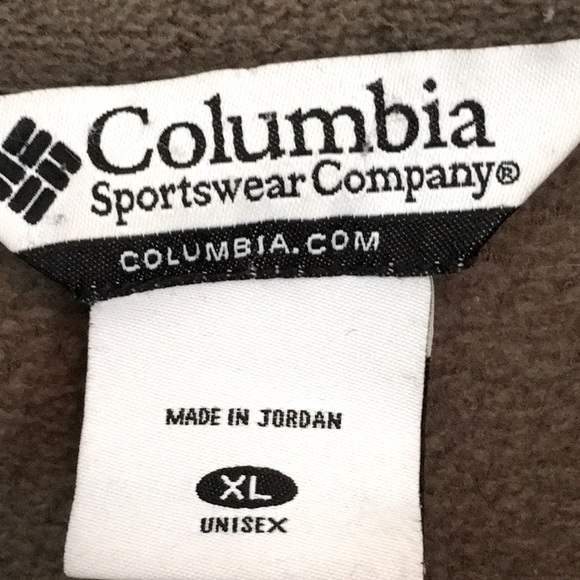 Columbia
Sportswear Company®
COLUMBIA.COM
MADE IN JORDAN
XL
UNISEX